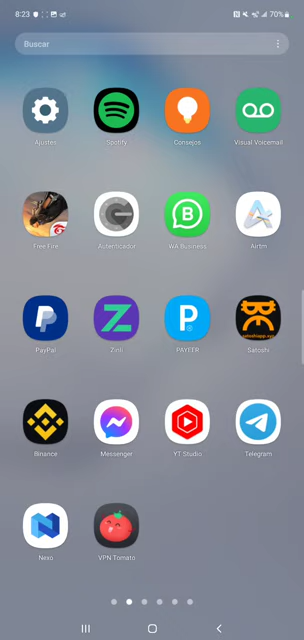 8:23
70%
Buscar
Ajustes
Spotify
Consejos
Visual Voicemail
Free Fire
Autenticador
WA Business
Airtm
PayPal
Zinli
PAYEER
Satoshi
Binance
Messenger
YT Studio
Telegram
Nexo
VPN Tomato